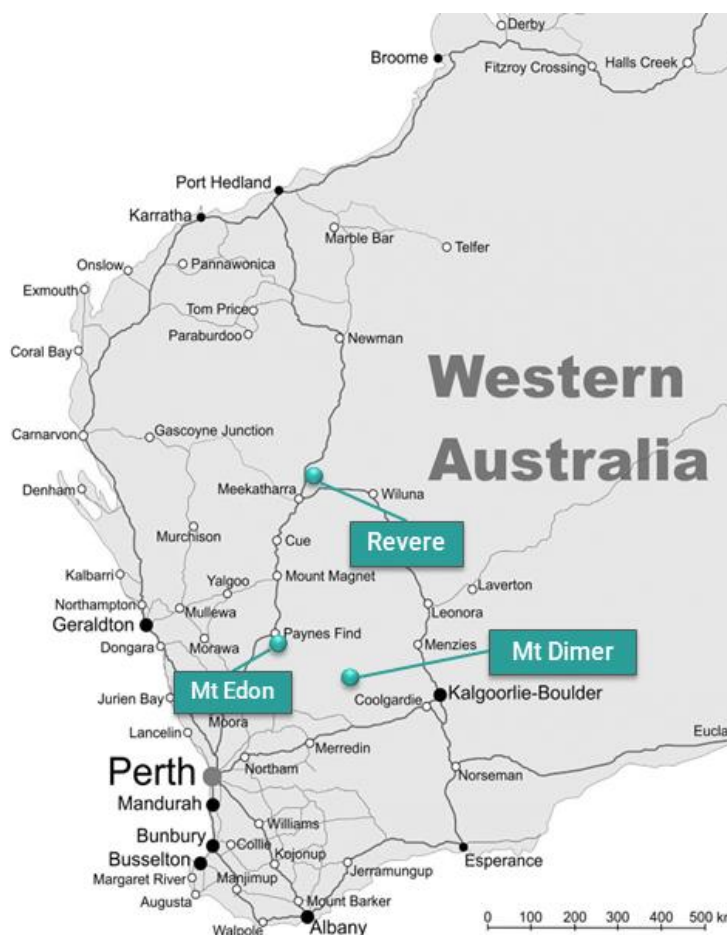 Derby
Broome
Fitzroy Crossing
Halls Creek
Port Hedland
Karratha
Marble Bar
Telfer
Onslow
Pannawonica
Exmouth
Tom Price
Paraburdoo
Newman
Coral Bay
Western
Australia
Carnarvon
Gascoyne Junction
Denham
Meekatharra
Wiluna
Revere
Murchison
Cue
Kalbarri
Yalgoo
Mount Magnet
Laverton
Northampton
Mullewa
Leonora
Geraldton
Paynes Find
Dongara
Morawa
Menzies
Mt Dimer
Mt Edon
Jurien Bay
Coolgardie
Kalgoorlie-Boulder
Moora
Lancelin
Merredin
Eucla
Perth
Northam
Norseman
Mandurah
Williams
Bunbury
Collie
Kojonup
Esperance
Busselton
Jerramungup
Margaret River
Manjimup
Augusta
Mount Barker
Walpole
Albany
0 100 200 300 400 500 km